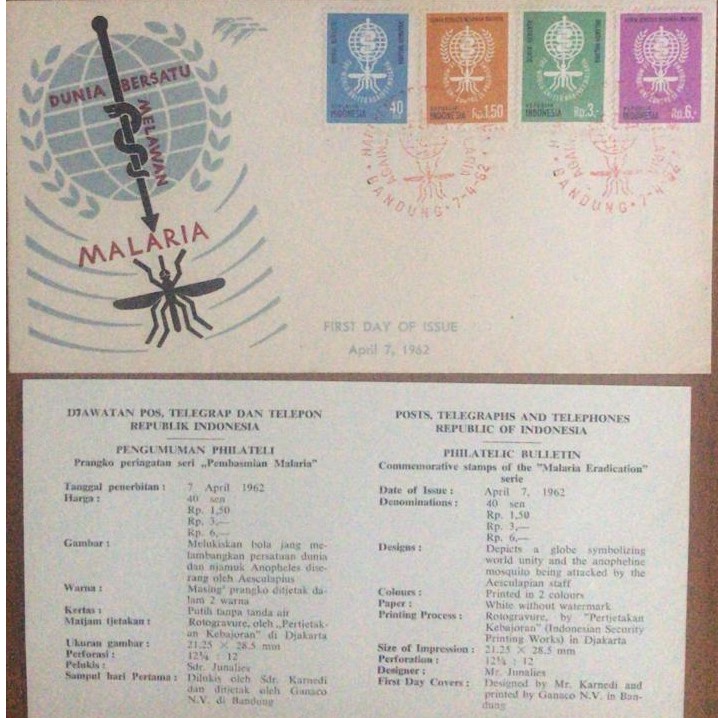 DUNIA BERSATU
MELAWAN
MALARIA
REPUBLIK
INDONESIA
40
REPUBLIK
INDONESIA
Rp.1,50
REPUBLIK
INDONESIA
Rp.3,-
REPUBLIK
INDONESIA
Rp.6,-
BANDUNG • 7-4-'62
BANDUNG • 7-4-'62
FIRST DAY OF ISSUE
April 7, 1962
DJAWATAN POS, TELEGRAP DAN TELEPON
REPUBLIK INDONESIA
PENGUMUMAN PHILATELI
Prangko peringatan seri „Pembasmian Malaria"
Tanggal penerbitan : 7 April 1962
Harga : 40 sen
Rp. 1,50
Rp. 3,—
Rp. 6,—
Gambar : Melukiskan bola jang me-
lambangkan persatuan dunia
dan njamuk Anopheles dise-
rang oleh Aesculapius
Warna : Masing² prangko ditjetak da-
lam 2 warna
Kertas : Putih tanpa tanda air
Matjam tjetakan : Rotogravure, oleh „Pertjetak-
an Kebajoran" di Djakarta
Ukuran gambar : 21.25 × 28.5 mm
Perforasi : 12¾ : 12
Pelukis : Sdr. Junalies
Sampul hari Pertama : Dilukis oleh Sdr. Karnedi
dan ditjetak oleh Ganaco
N.V. di Bandung
POSTS, TELEGRAPHS AND TELEPHONES
REPUBLIC OF INDONESIA
PHILATELIC BULLETIN
Commemorative stamps of the "Malaria Eradication"
serie
Date of Issue : April 7, 1962
Denominations : 40 sen
Rp. 1,50
Rp. 3,—
Rp. 6,—
Designs : Depicts a globe symbolizing
world unity and the anopheline
mosquito being attacked by the
Aesculapian staff
Colours : Printed in 2 colours
Paper : White without watermark
Printing Process : Rotogravure, by "Pertjetakan
Kebajoran" (Indonesian Security
Printing Works) in Djakarta
Size of Impression : 21.25 × 28.5 mm
Perforation : 12¾ : 12
Designer : Mr. Junalies
First Day Covers : Designed by Mr. Karnedi and
printed by Ganaco N.V. in Ban-
dung